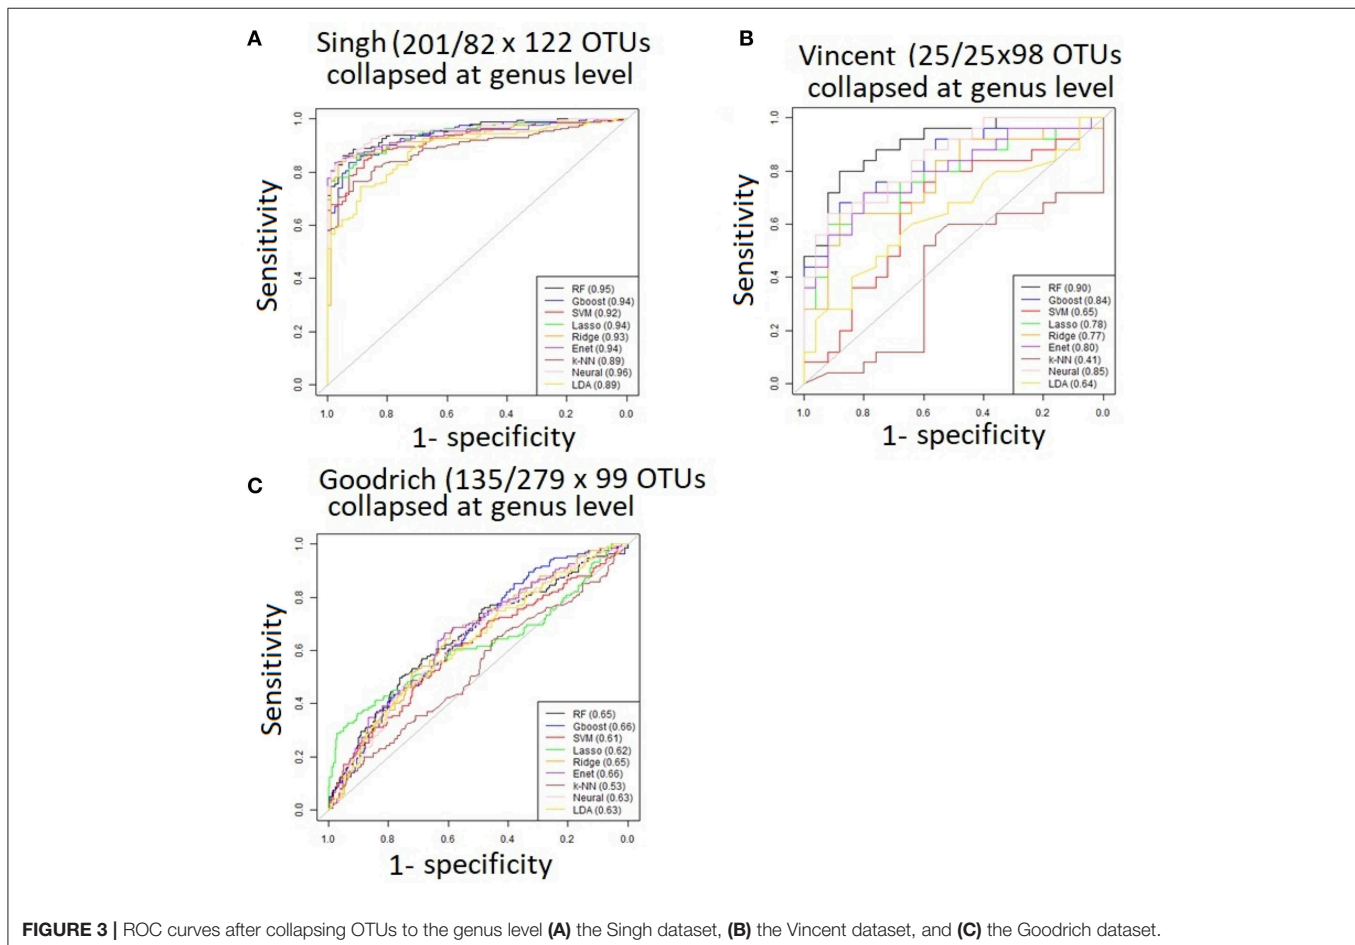 A
Singh (201/82 x 122 OTUs
collapsed at genus level
1.0
0.8
0.6
0.4
0.2
0.0
Sensitivity
RF (0.95)
Gboost (0.94)
SVM (0.92)
Lasso (0.94)
Ridge (0.93)
Enet (0.94)
k-NN (0.89)
Neural (0.96)
LDA (0.89)
1.0 0.8 0.6 0.4 0.2 0.0
1- specificity
B
Vincent (25/25x98 OTUs
collapsed at genus level
1.0
0.8
0.6
0.4
0.2
0.0
Sensitivity
RF (0.90)
Gboost (0.84)
SVM (0.65)
Lasso (0.78)
Ridge (0.77)
Enet (0.80)
k-NN (0.41)
Neural (0.85)
LDA (0.64)
1.0 0.8 0.6 0.4 0.2 0.0
1- specificity
C
Goodrich (135/279 x 99 OTUs
collapsed at genus level
1.0
0.8
0.6
0.4
0.2
0.0
Sensitivity
RF (0.65)
Gboost (0.66)
SVM (0.61)
Lasso (0.62)
Ridge (0.65)
Enet (0.66)
k-NN (0.53)
Neural (0.63)
LDA (0.63)
1.0 0.8 0.6 0.4 0.2 0.0
1- specificity
FIGURE 3 | ROC curves after collapsing OTUs to the genus level (A) the Singh dataset, (B) the Vincent dataset, and (C) the Goodrich dataset.